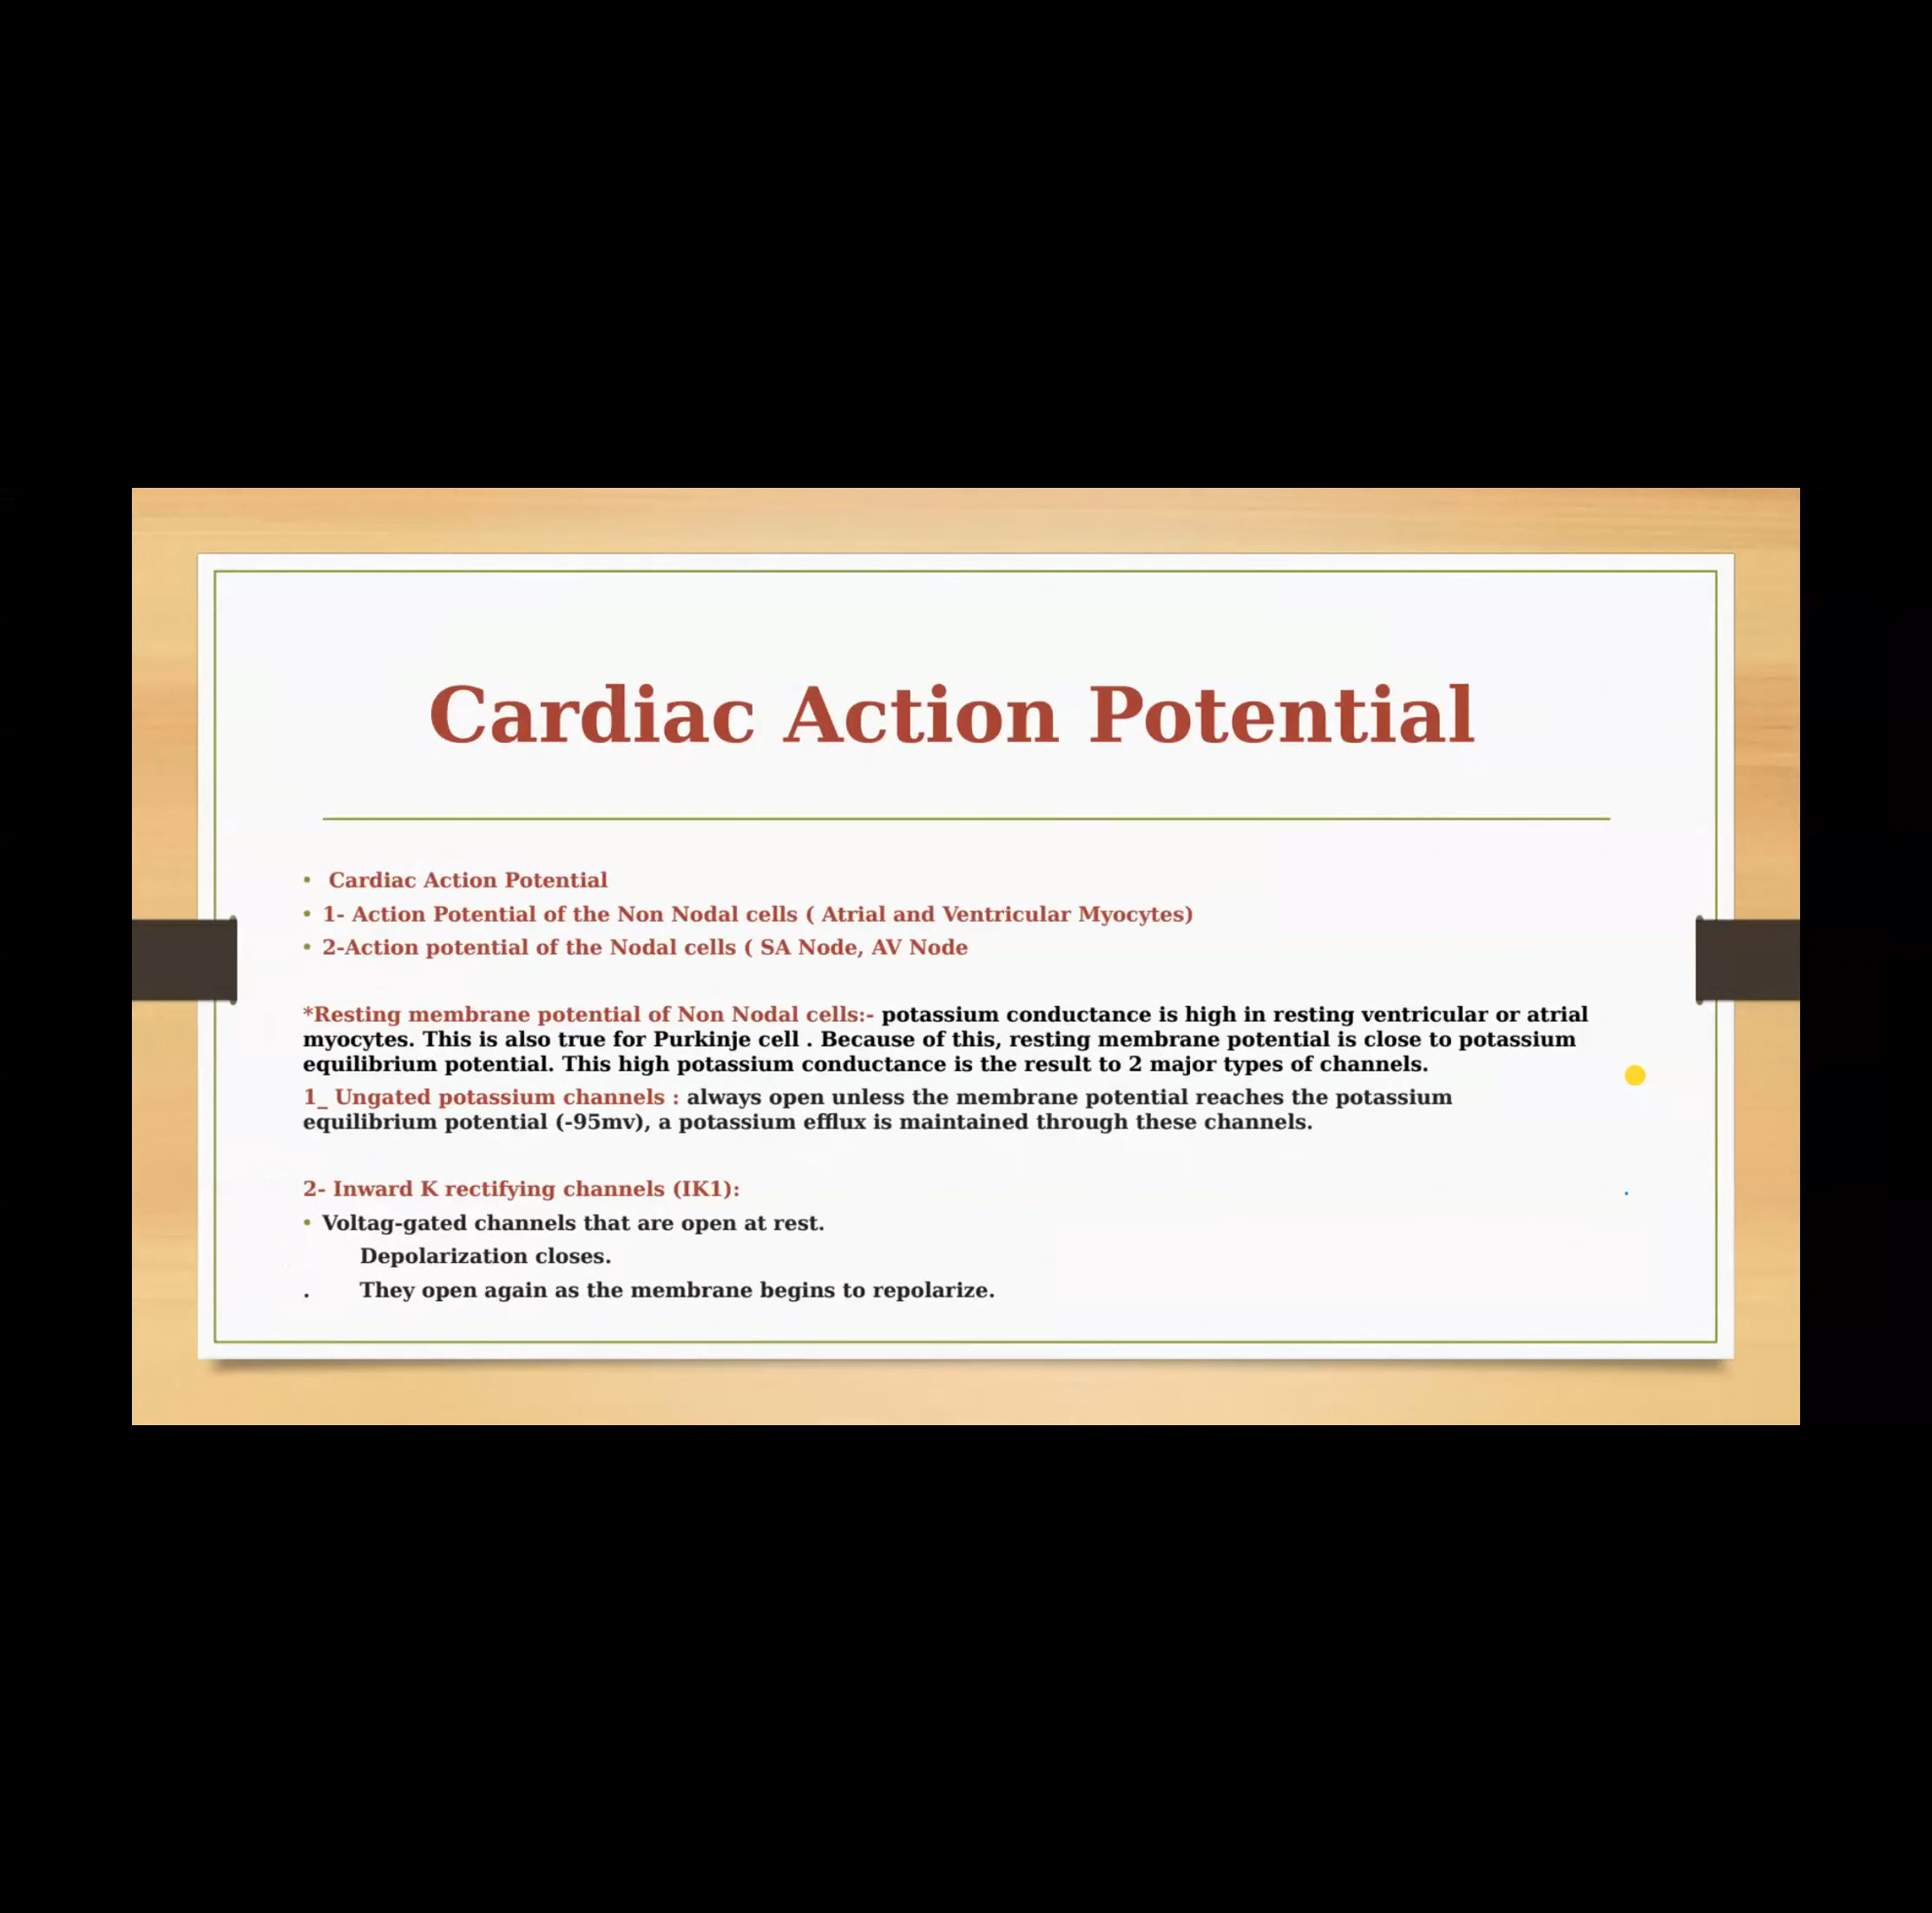 Cardiac Action Potential
• Cardiac Action Potential
• 1- Action Potential of the Non Nodal cells ( Atrial and Ventricular Myocytes)
• 2-Action potential of the Nodal cells ( SA Node, AV Node
*Resting membrane potential of Non Nodal cells:- potassium conductance is high in resting ventricular or atrial
myocytes. This is also true for Purkinje cell . Because of this, resting membrane potential is close to potassium
equilibrium potential. This high potassium conductance is the result to 2 major types of channels.
1_ Ungated potassium channels : always open unless the membrane potential reaches the potassium
equilibrium potential (-95mv), a potassium efflux is maintained through these channels.
2- Inward K rectifying channels (IK1):
• Voltag-gated channels that are open at rest.
Depolarization closes.
. They open again as the membrane begins to repolarize.